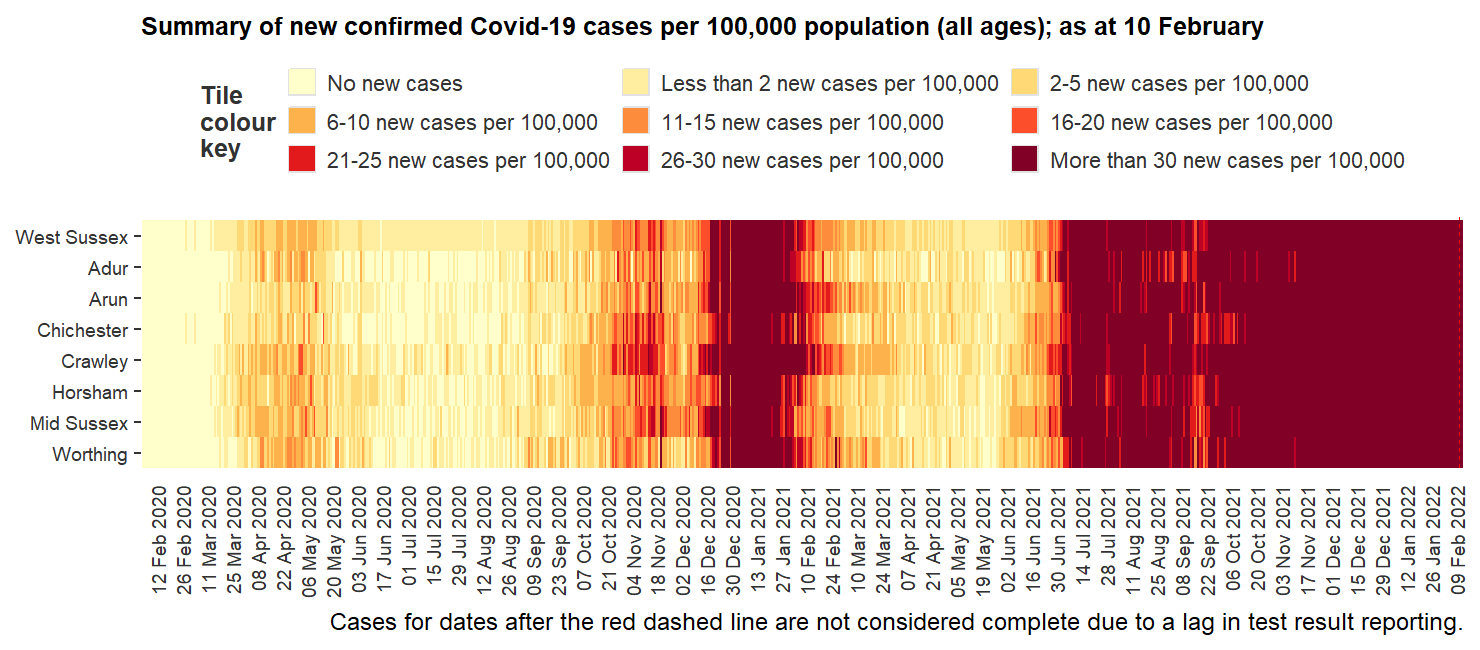 Summary of new confirmed Covid-19 cases per 100,000 population (all ages); as at 10 February
Tile
colour
key
No new cases
Less than 2 new cases per 100,000
2-5 new cases per 100,000
6-10 new cases per 100,000
11-15 new cases per 100,000
16-20 new cases per 100,000
21-25 new cases per 100,000
26-30 new cases per 100,000
More than 30 new cases per 100,000
West Sussex
Adur
Arun
Chichester
Crawley
Horsham
Mid Sussex
Worthing
12 Feb 2020
26 Feb 2020
11 Mar 2020
25 Mar 2020
08 Apr 2020
22 Apr 2020
06 May 2020
20 May 2020
03 Jun 2020
17 Jun 2020
01 Jul 2020
15 Jul 2020
29 Jul 2020
12 Aug 2020
26 Aug 2020
09 Sep 2020
23 Sep 2020
07 Oct 2020
21 Oct 2020
04 Nov 2020
18 Nov 2020
02 Dec 2020
16 Dec 2020
30 Dec 2020
13 Jan 2021
27 Jan 2021
10 Feb 2021
24 Feb 2021
10 Mar 2021
24 Mar 2021
07 Apr 2021
21 Apr 2021
05 May 2021
19 May 2021
02 Jun 2021
16 Jun 2021
30 Jun 2021
14 Jul 2021
28 Jul 2021
11 Aug 2021
25 Aug 2021
08 Sep 2021
22 Sep 2021
06 Oct 2021
20 Oct 2021
03 Nov 2021
17 Nov 2021
01 Dec 2021
15 Dec 2021
29 Dec 2021
12 Jan 2022
26 Jan 2022
09 Feb 2022
Cases for dates after the red dashed line are not considered complete due to a lag in test result reporting.